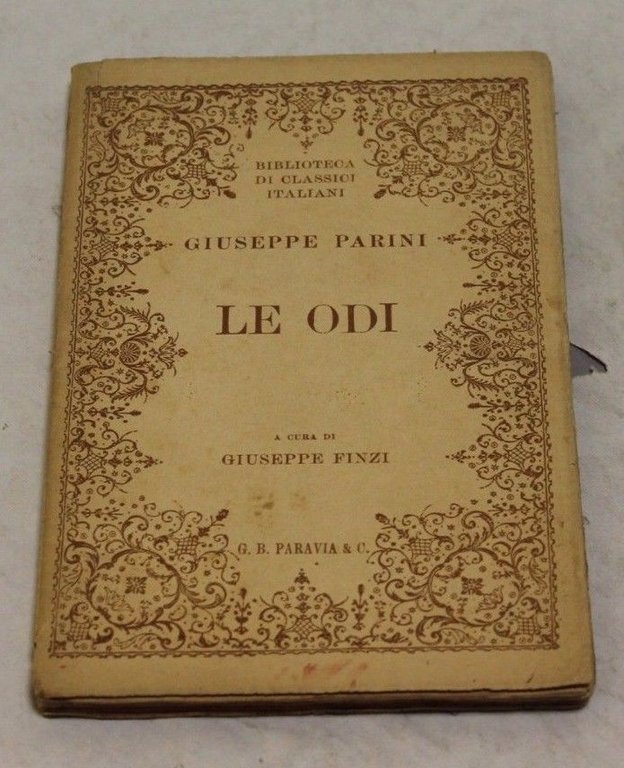 BIBLIOTECA
DI CLASSICI
ITALIANI
GIUSEPPE PARINI
LE ODI
A CURA DI
GIUSEPPE FINZI
G. B. PARAVIA & C.